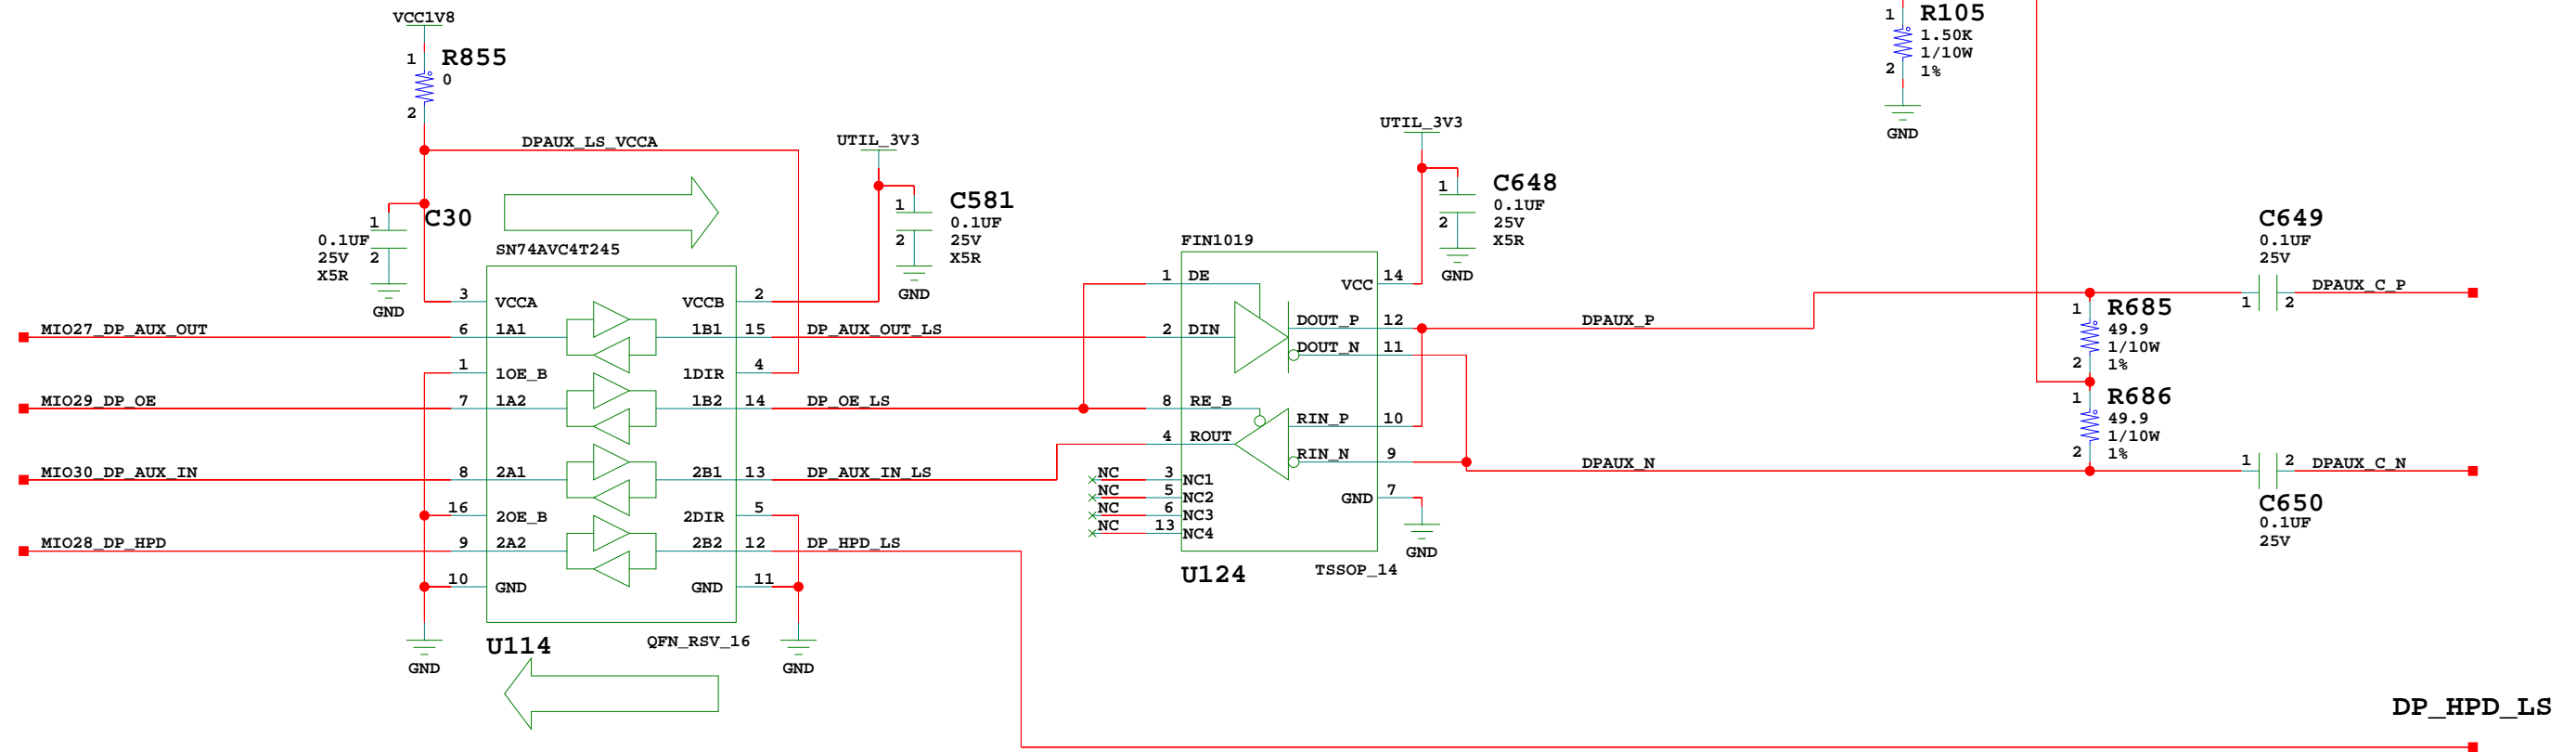 VCC1V8
1
R855
0
2
DPAUX_LS_VCCA
1
C30
0.1UF
25V
2
X5R
GND
SN74AVC4T245
UTIL_3V3
1
C581
0.1UF
2
25V
X5R
GND
3
VCCA
VCCB
2
MIO27_DP_AUX_OUT
6
1A1
1B1
15
DP_AUX_OUT_LS
1
1OE_B
1DIR
4
MIO29_DP_OE
7
1A2
1B2
14
DP_OE_LS
MIO30_DP_AUX_IN
8
2A1
2B1
13
DP_AUX_IN_LS
16
2OE_B
2DIR
5
MIO28_DP_HPD
9
2A2
2B2
12
DP_HPD_LS
10
GND
GND
11
U114
QFN_RSV_16
GND
GND
UTIL_3V3
1
C648
0.1UF
2
25V
X5R
GND
FIN1019
1
DE
VCC
14
2
DIN
DOUT_P
12
DPAUX_P
DOUT_N
11
8
RE_B
RIN_P
10
4
ROUT
RIN_N
9
DPAUX_N
NC
3
NC1
NC
5
NC2
GND
7
NC
6
NC3
NC
13
NC4
GND
U124
TSSOP_14
1
R105
1.50K
1/10W
2
1%
GND
C649
0.1UF
25V
1
2
DPAUX_C_P
1
R685
49.9
1/10W
2
1%
1
R686
49.9
1/10W
2
1%
1
2
DPAUX_C_N
C650
0.1UF
25V
DP_HPD_LS